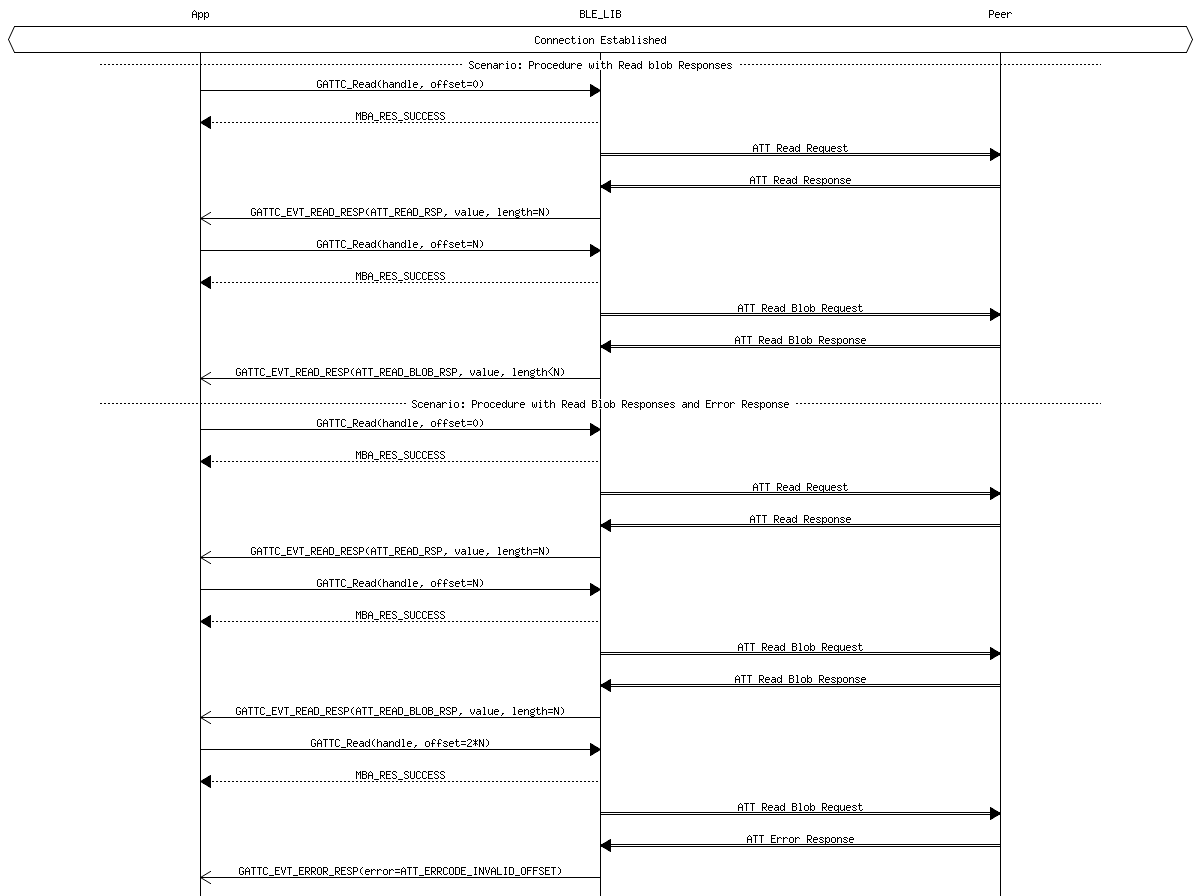 App BLE_LIB Peer
Connection Established
Scenario: Procedure with Read blob Responses
GATTC_Read(handle, offset=0)
MBA_RES_SUCCESS
ATT Read Request
ATT Read Response
GATTC_EVT_READ_RESP(ATT_READ_RSP, value, length=N)
GATTC_Read(handle, offset=N)
MBA_RES_SUCCESS
ATT Read Blob Request
ATT Read Blob Response
GATTC_EVT_READ_RESP(ATT_READ_BLOB_RSP, value, length<N)
Scenario: Procedure with Read Blob Responses and Error Response
GATTC_Read(handle, offset=0)
MBA_RES_SUCCESS
ATT Read Request
ATT Read Response
GATTC_EVT_READ_RESP(ATT_READ_RSP, value, length=N)
GATTC_Read(handle, offset=N)
MBA_RES_SUCCESS
ATT Read Blob Request
ATT Read Blob Response
GATTC_EVT_READ_RESP(ATT_READ_BLOB_RSP, value, length=N)
GATTC_Read(handle, offset=2*N)
MBA_RES_SUCCESS
ATT Read Blob Request
ATT Error Response
GATTC_EVT_ERROR_RESP(error=ATT_ERRCODE_INVALID_OFFSET)